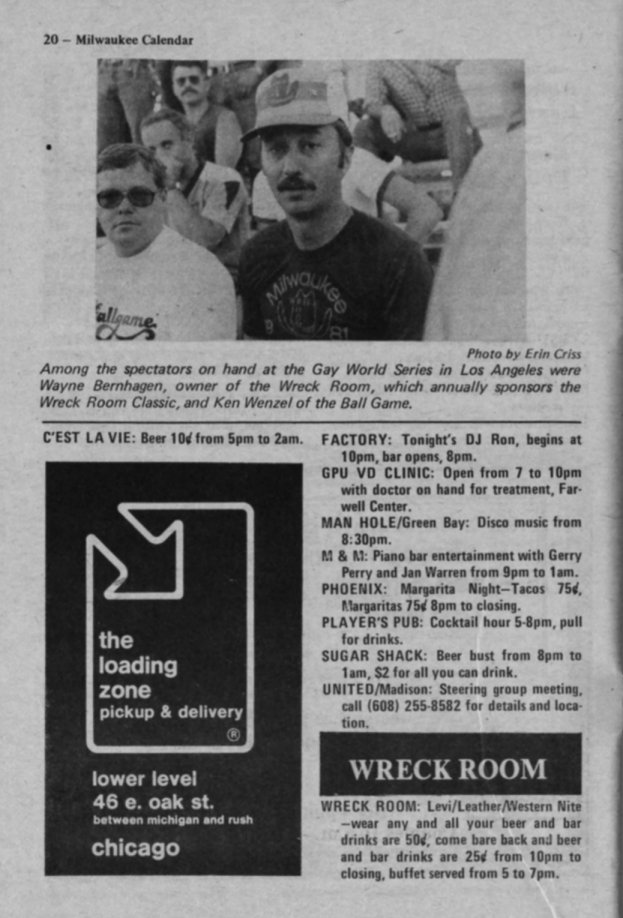 20 – Milwaukee Calendar
Milwaukee
9
81
allgame
Photo by Erin Criss
Among the spectators on hand at the Gay World Series in Los Angeles were
Wayne Bernhagen, owner of the Wreck Room, which annually sponsors the
Wreck Room Classic, and Ken Wenzel of the Ball Game.
C'EST LA VIE: Beer 10¢ from 5pm to 2am.
the
loading
zone
pickup & delivery
®
lower level
46 e. oak st.
between michigan and rush
chicago
FACTORY: Tonight's DJ Ron, begins at
10pm, bar opens, 8pm.
GPU VD CLINIC: Open from 7 to 10pm
with doctor on hand for treatment, Far-
well Center.
MAN HOLE/Green Bay: Disco music from
8:30pm.
M & M: Piano bar entertainment with Gerry
Perry and Jan Warren from 9pm to 1am.
PHOENIX: Margarita Night–Tacos 75¢,
Margaritas 75¢ 8pm to closing.
PLAYER'S PUB: Cocktail hour 5-8pm, pull
for drinks.
SUGAR SHACK: Beer bust from 8pm to
1am, $2 for all you can drink.
UNITED/Madison: Steering group meeting,
call (608) 255-8582 for details and loca-
tion.
WRECK ROOM
WRECK ROOM: Levi/Leather/Western Nite
–wear any and all your beer and bar
drinks are 50¢, come bare back and beer
and bar drinks are 25¢ from 10pm to
closing, buffet served from 5 to 7pm.